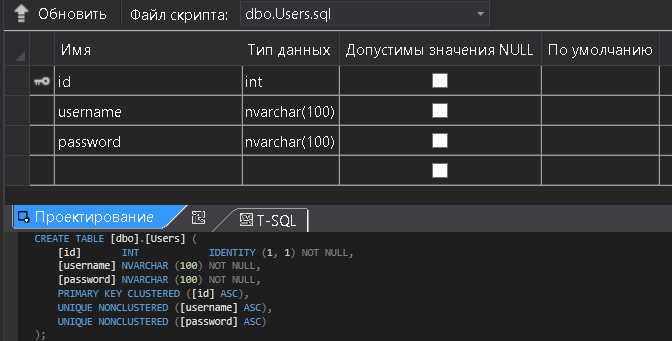 Обновить Файл скрипта: dbo.Users.sql
Имя Тип данных Допустимы значения NULL По умолчанию
id int
username nvarchar(100)
password nvarchar(100)
Проектирование T-SQL
CREATE TABLE [dbo].[Users] (
[id] INT IDENTITY (1, 1) NOT NULL,
[username] NVARCHAR (100) NOT NULL,
[password] NVARCHAR (100) NOT NULL,
PRIMARY KEY CLUSTERED ([id] ASC),
UNIQUE NONCLUSTERED ([username] ASC),
UNIQUE NONCLUSTERED ([password] ASC)
);